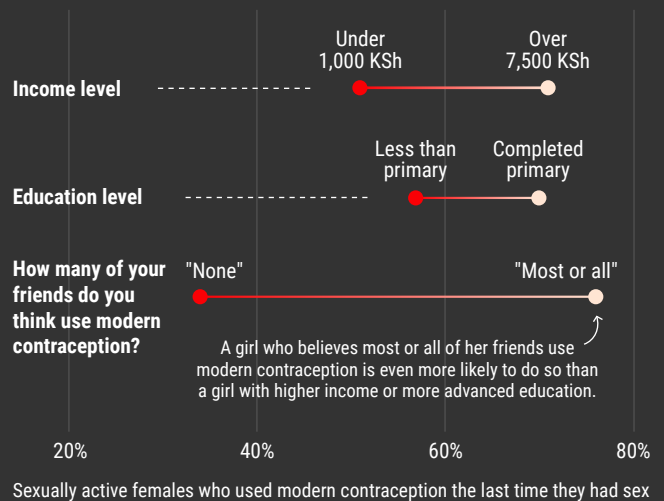 Under
1,000 KSh
Over
7,500 KSh
Income level
Less than
primary
Completed
primary
Education level
How many of your
friends do you
think use modern
contraception?
"None"
"Most or all"
A girl who believes most or all of her friends use
modern contraception is even more likely to do so than
a girl with higher income or more advanced education.
20%
40%
60%
80%
Sexually active females who used modern contraception the last time they had sex